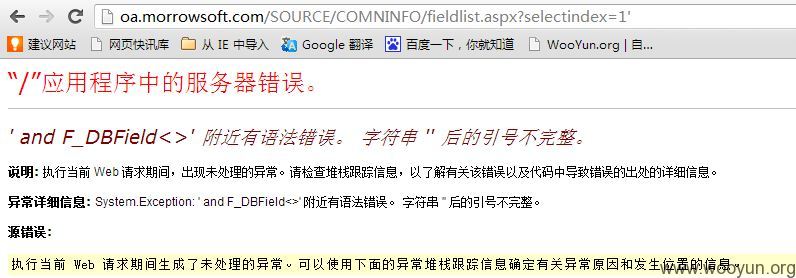 oa.morrowsoft.com/SOURCE/COMNINFO/fieldlist.aspx?selectindex=1'
建议网站 网页快讯库 从 IE 中导入 Google 翻译 百度一下，你就知道 WooYun.org | 自...
“/”应用程序中的服务器错误。
' and F_DBField<>' 附近有语法错误。 字符串 '' 后的引号不完整。
说明: 执行当前 Web 请求期间，出现未处理的异常。请检查堆栈跟踪信息，以了解有关该错误以及代码中导致错误的出处的详细信息。
异常详细信息: System.Exception: ' and F_DBField<>' 附近有语法错误。 字符串 '' 后的引号不完整。
源错误:
执行当前 Web 请求期间生成了未处理的异常。可以使用下面的异常堆栈跟踪信息确定有关异常原因和发生位置的信息。
www.wooyun.org